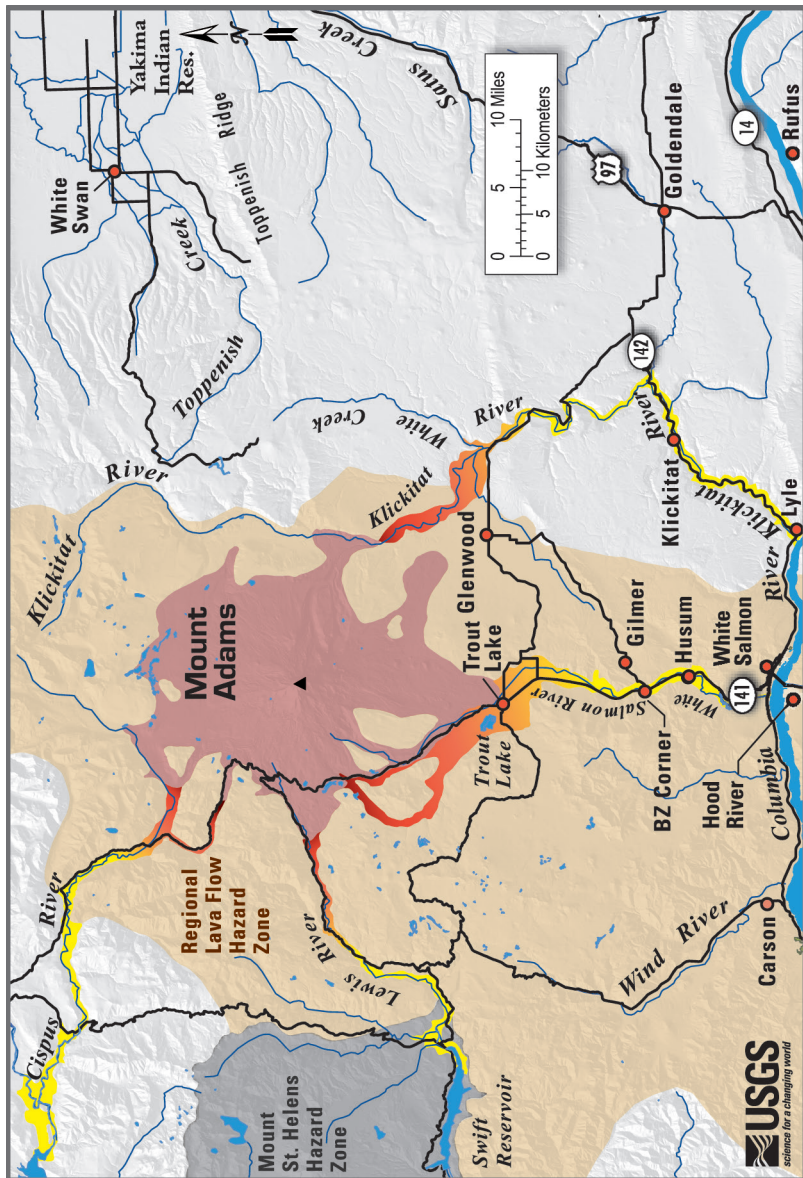 Cispus
River
Klickitat
River
Mount
Adams
Regional
Lava Flow
Hazard
Zone
Mount
St. Helens
Hazard
Zone
Lewis
River
Swift
Reservoir
Klickitat
River
White
Creek
Toppenish
Creek
White
Swan
Yakima
Indian
Res.
N
Toppenish Ridge
Satus
Creek
0 5 10 Miles
0 5 10 Kilometers
Trout
Lake
Trout
Lake
Glenwood
Gilmer
Husum
BZ Corner
White
Salmon River
White
Salmon
141
Hood
River
Columbia
River
Wind River
Carson
Klickitat
Klickitat
River
Lyle
142
97
Goldendale
14
Rufus
USGS
science for a changing world